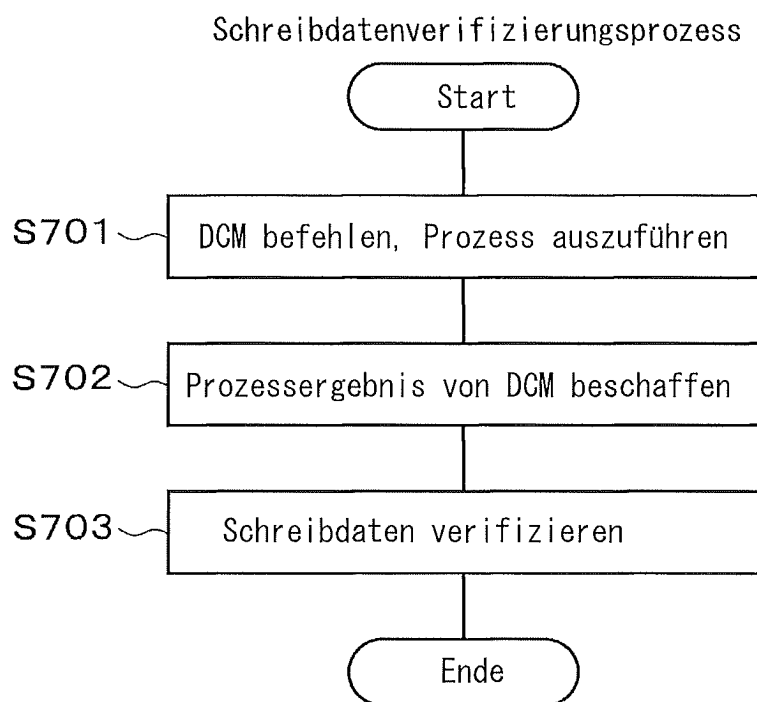 Schreibdatenverifizierungsprozess
Start
S701 DCM befehlen, Prozess auszuführen
S702 Prozessergebnis von DCM beschaffen
S703 Schreibdaten verifizieren
Ende